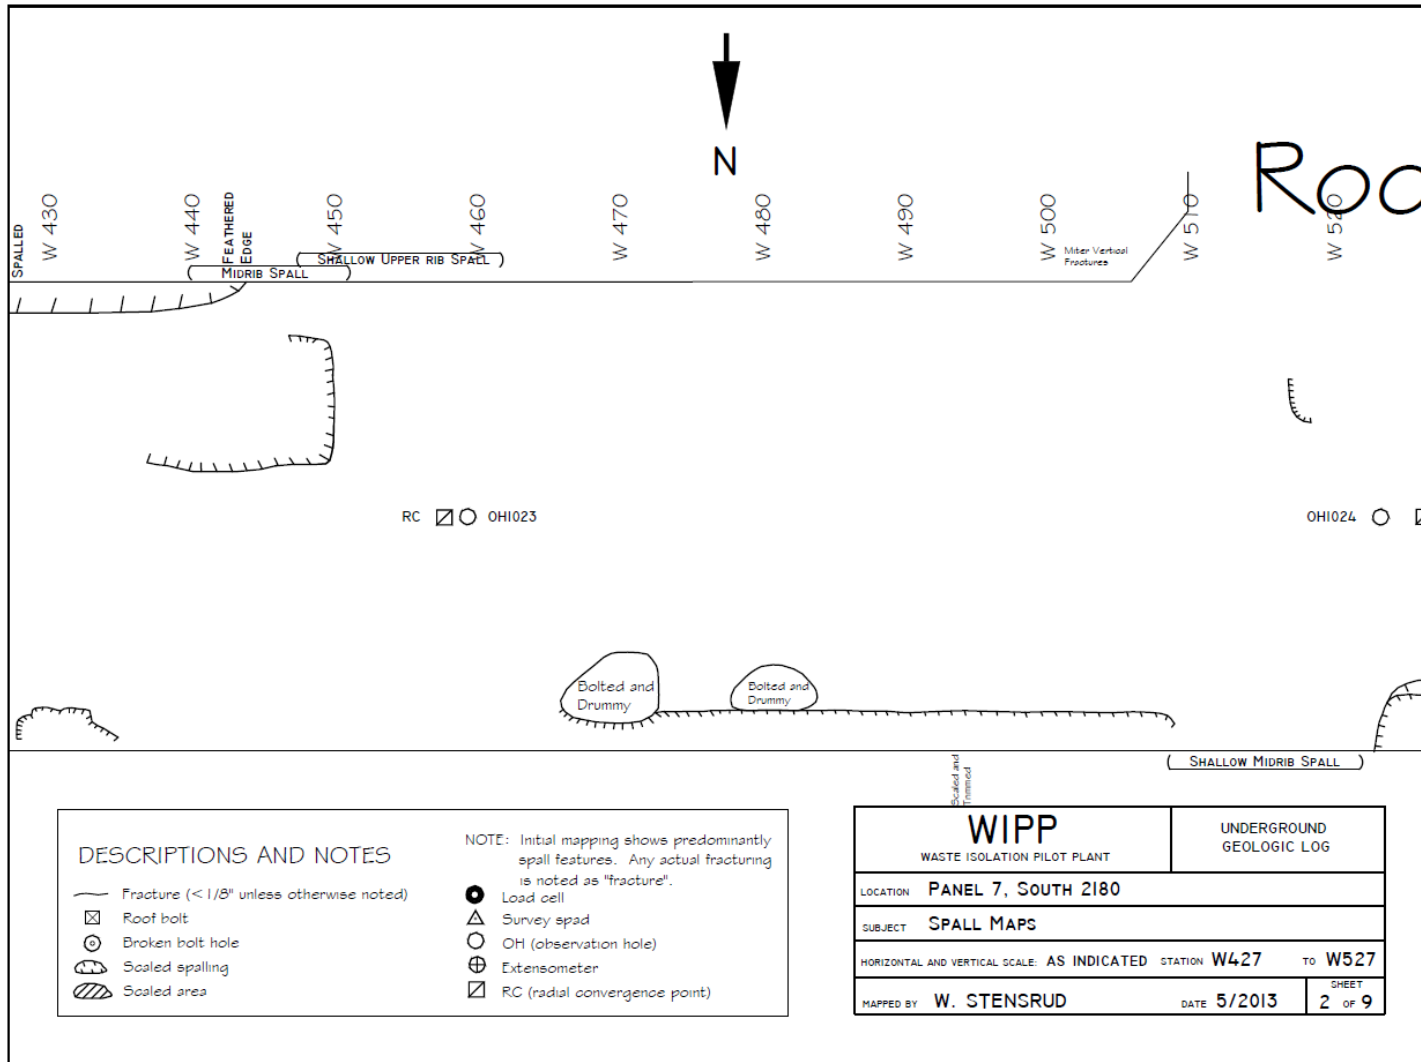 N
Roo
SPALLED
W 430
W 440
FEATHERED
EDGE
W 450
W 460
W 470
W 480
W 490
W 500
W 510
W 520
Miter Vertical
Fractures
SHALLOW UPPER RIB SPALL
MIDRIB SPALL
RC
OH1023
OH1024
Bolted and
Drummy
Bolted and
Drummy
Scaled and
Trimmed
SHALLOW MIDRIB SPALL
DESCRIPTIONS AND NOTES
Fracture (<1/8" unless otherwise noted)
Roof bolt
Broken bolt hole
Scaled spalling
Scaled area
NOTE: Initial mapping shows predominantly
spall features. Any actual fracturing
is noted as "fracture".
Load cell
Survey spad
OH (observation hole)
Extensometer
RC (radial convergence point)
WIPP
WASTE ISOLATION PILOT PLANT
UNDERGROUND
GEOLOGIC LOG
LOCATION PANEL 7, SOUTH 2180
SUBJECT SPALL MAPS
HORIZONTAL AND VERTICAL SCALE: AS INDICATED STATION W427 TO W527
MAPPED BY W. STENSRUD DATE 5/2013
SHEET
2 OF 9